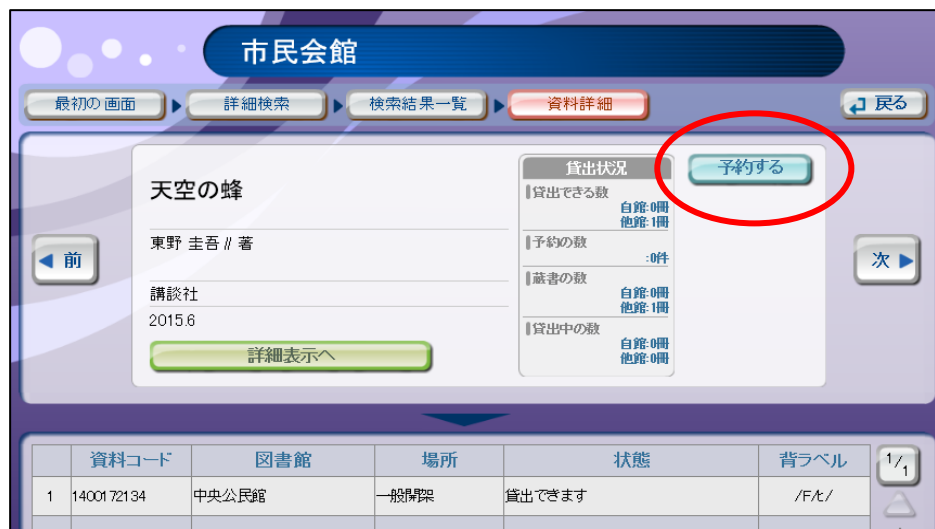 市民会館
最初の画面 詳細検索 検索結果一覧 資料詳細 戻る
天空の蜂
東野 圭吾∥著
講談社
2015.6
詳細表示へ
貸出状況
貸出できる数
自館:0冊
他館:1冊
予約の数
:0件
蔵書の数
自館:0冊
他館:1冊
貸出中の数
自館:0冊
他館:0冊
予約する
前
次
資料コード 図書館 場所 状態 背ラベル 1/1
1 1400172134 中央公民館 一般開架 貸出できます /F/ヒ/